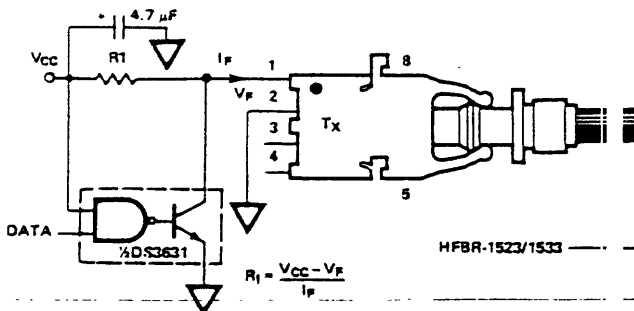 + 4.7 µF
VCC
R1
IF
VF
1
8
2
TX
3
4
5
DATA
½DS3631
R1 = VCC – VF
IF
HFBR-1523/1533